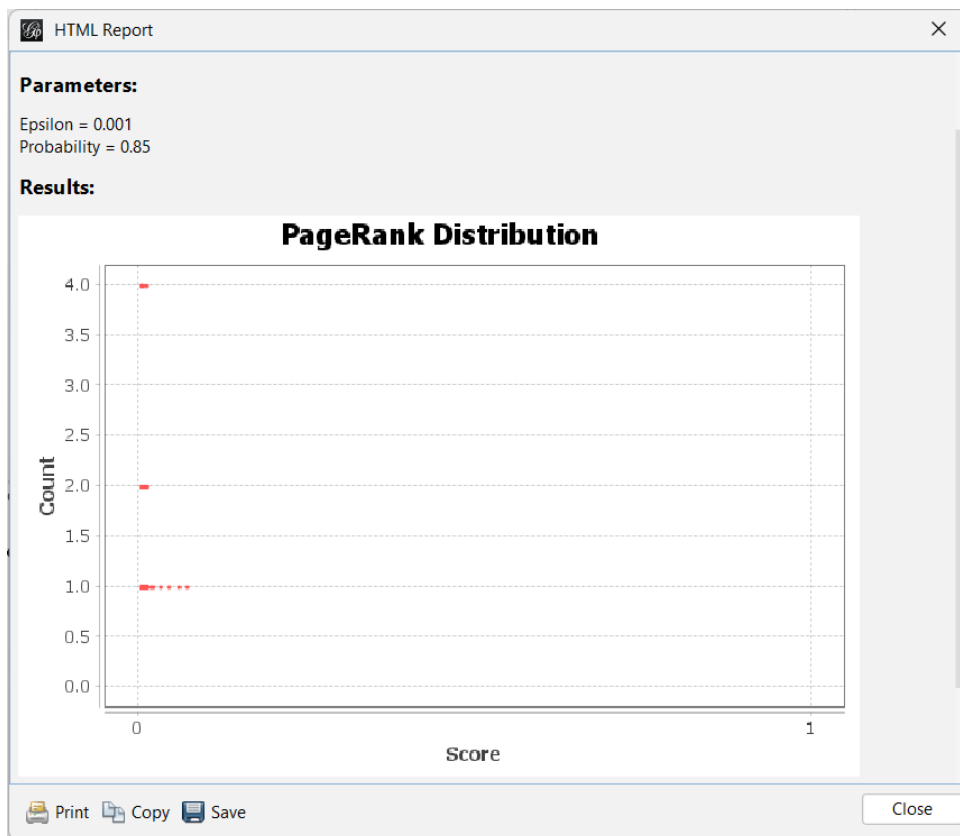 HTML Report
Parameters:
Epsilon = 0.001
Probability = 0.85
Results:
PageRank Distribution
4.0
3.5
3.0
2.5
2.0
1.5
1.0
0.5
0.0
Count
0 1
Score
Print Copy Save Close